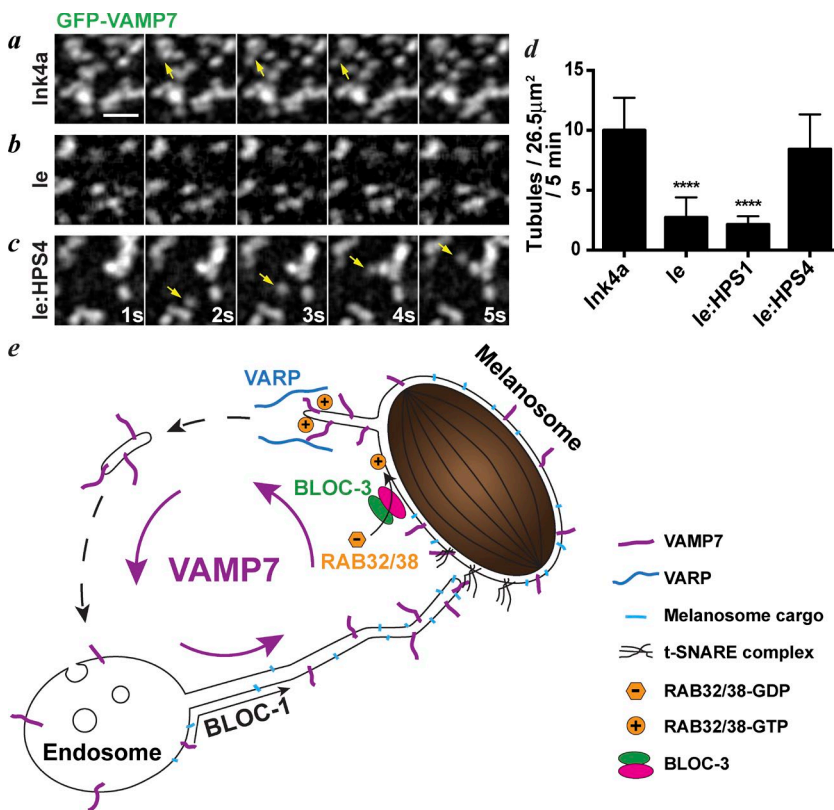 GFP-VAMP7
a
Ink4a
b
le
c
le:HPS4
1s 2s 3s 4s 5s
d
Tubules / 26.5µm²
/ 5 min
15
10
5
0
**** ****
Ink4a
le
le:HPS1
le:HPS4
e
VARP
Melanosome
+
+
+
BLOC-3
-
RAB32/38
VAMP7
BLOC-1
Endosome
VAMP7
VARP
Melanosome cargo
t-SNARE complex
- RAB32/38-GDP
+ RAB32/38-GTP
BLOC-3